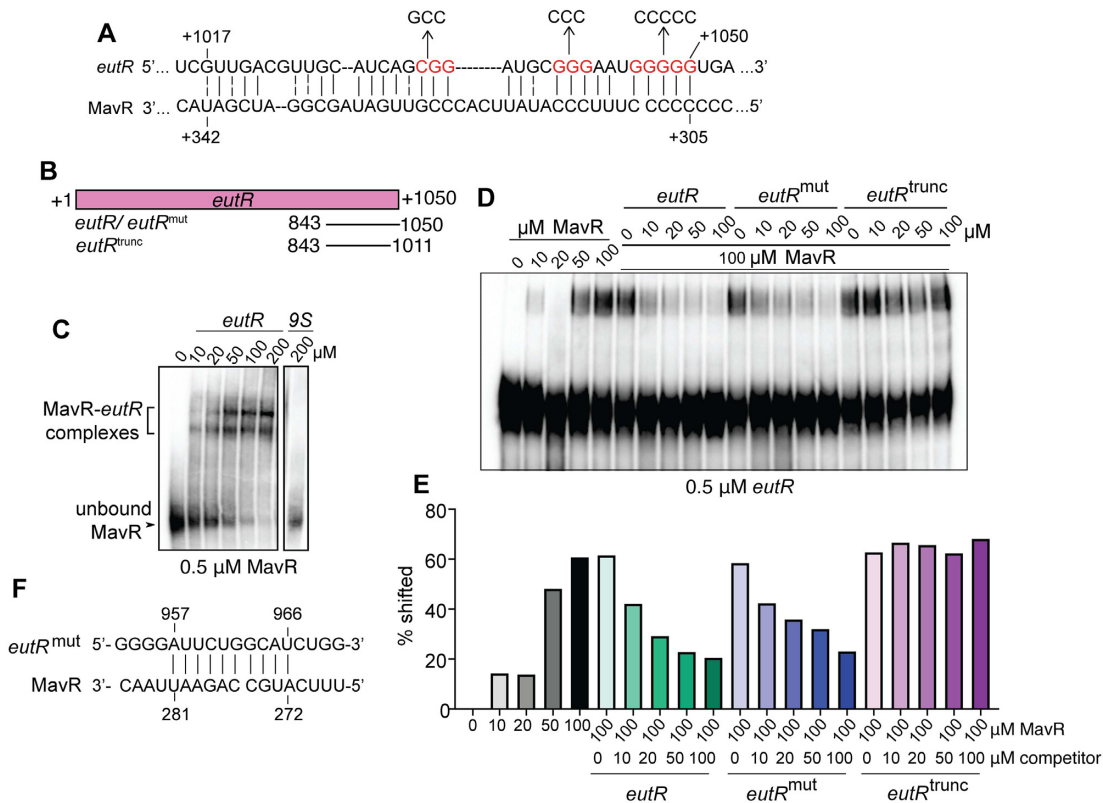 A
GCC CCC CCCCC
+1017 +1050
eutR 5'... UCGUUGACGUUGC--AUCAGCGG--------AUGCGGGAAUGGGGGUGA ...3'
MavR 3'... CAUAGCUA--GGCGAUAGUUGCCCACUUAUACCCUUUC CCCCCCCC...5'
+342 +305
B
+1 eutR +1050
eutR/ eutRmut 843 1050
eutRtrunc 843 1011
C
eutR 9S
0 10 20 50 100 200 200 µM
MavR-eutR
complexes
unbound
MavR
0.5 µM MavR
D
eutR eutRmut eutRtrunc
µM MavR
0 10 20 50 100 0 10 20 50 100 0 10 20 50 100 0 10 20 50 100 µM
100 µM MavR
0.5 µM eutR
E
% shifted
80
60
40
20
0
0 10 20 50 100 100 100 100 100 100 100 100 100 100 100 100 100 100 100 100 µM MavR
0 10 20 50 100 0 10 20 50 100 0 10 20 50 100 µM competitor
eutR eutRmut eutRtrunc
F
957 966
eutRmut 5'- GGGGAUUCUGGCAUCUGG-3'
MavR 3'- CAAUUAAGAC CGUACUUU-5'
281 272